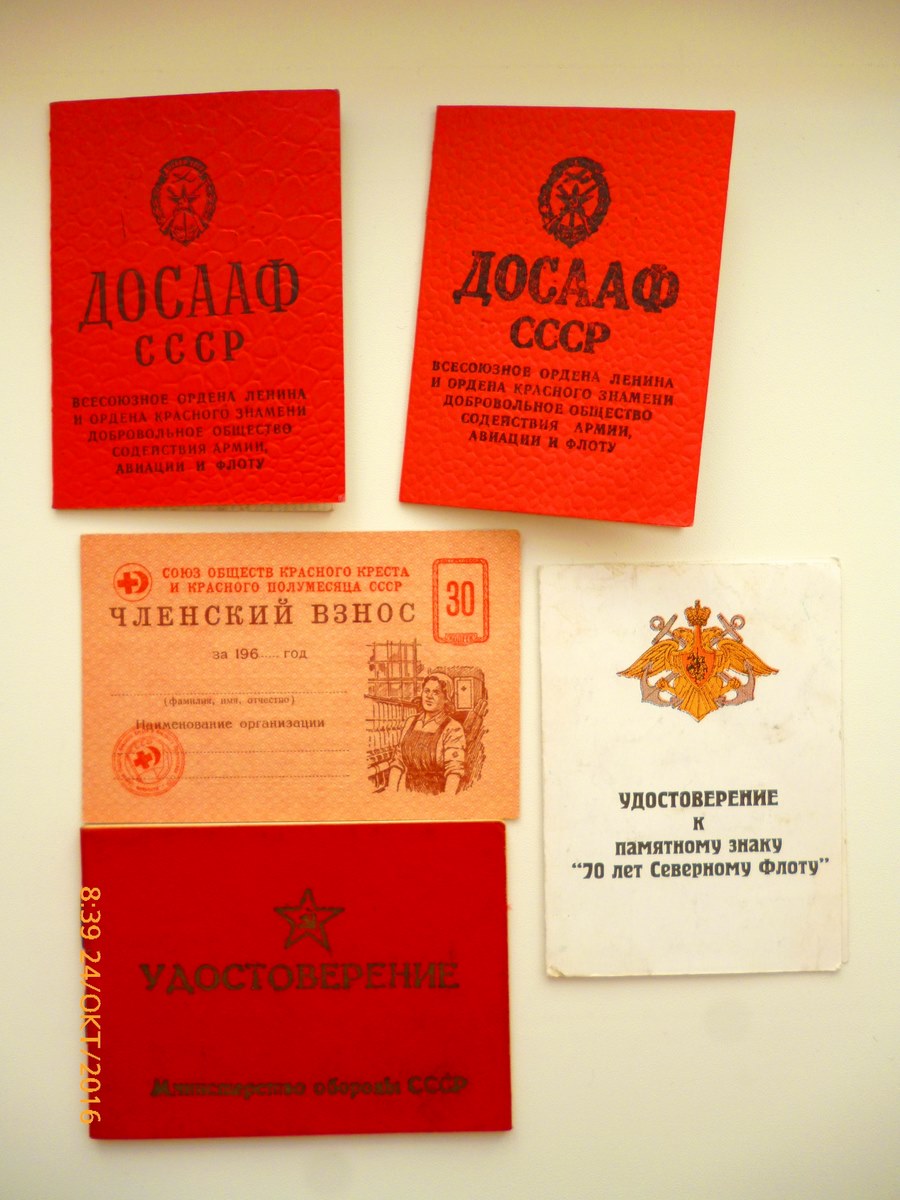 ДОСААФ
СССР
ВСЕСОЮЗНОЕ ОРДЕНА ЛЕНИНА
И ОРДЕНА КРАСНОГО ЗНАМЕНИ
ДОБРОВОЛЬНОЕ ОБЩЕСТВО
СОДЕЙСТВИЯ АРМИИ,
АВИАЦИИ И ФЛОТУ
ДОСААФ
СССР
ВСЕСОЮЗНОЕ ОРДЕНА ЛЕНИНА
И ОРДЕНА КРАСНОГО ЗНАМЕНИ
ДОБРОВОЛЬНОЕ ОБЩЕСТВО
СОДЕЙСТВИЯ АРМИИ,
АВИАЦИИ И ФЛОТУ
СОЮЗ ОБЩЕСТВ КРАСНОГО КРЕСТА
И КРАСНОГО ПОЛУМЕСЯЦА СССР
ЧЛЕНСКИЙ ВЗНОС
30
за 196..... год
(фамилия, имя, отчество)
Наименование организации
УДОСТОВЕРЕНИЕ
к
памятному знаку
"70 лет Северному Флоту"
УДОСТОВЕРЕНИЕ
Министерство обороны СССР
8:39 24/ОКТ/2016